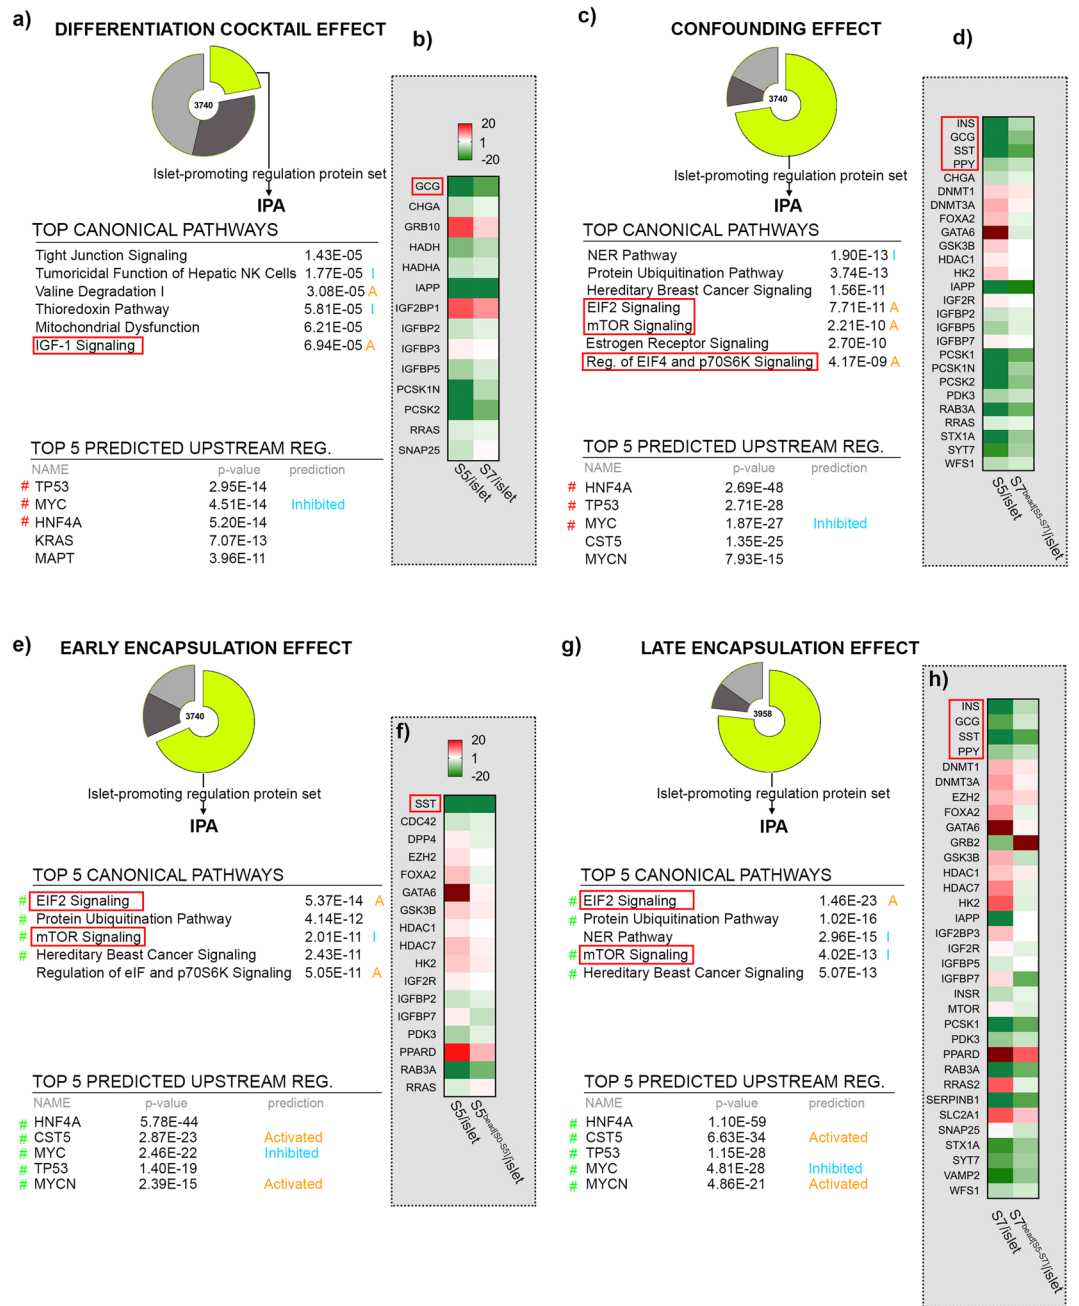 a)
DIFFERENTIATION COCKTAIL EFFECT
3740
Islet-promoting regulation protein set
IPA
TOP CANONICAL PATHWAYS
Tight Junction Signaling 1.43E-05
Tumoricidal Function of Hepatic NK Cells 1.77E-05 I
Valine Degradation I 3.08E-05 A
Thioredoxin Pathway 5.81E-05 I
Mitochondrial Dysfunction 6.21E-05
IGF-1 Signaling 6.94E-05 A
TOP 5 PREDICTED UPSTREAM REG.
NAME p-value prediction
# TP53 2.95E-14
# MYC 4.51E-14 Inhibited
# HNF4A 5.20E-14
KRAS 7.07E-13
MAPT 3.96E-11
b)
20
1
-20
GCG
CHGA
GRB10
HADH
HADHA
IAPP
IGF2BP1
IGFBP2
IGFBP3
IGFBP5
PCSK1N
PCSK2
RRAS
SNAP25
S5/islet
S7/islet
c)
CONFOUNDING EFFECT
3740
Islet-promoting regulation protein set
IPA
TOP CANONICAL PATHWAYS
NER Pathway 1.90E-13 I
Protein Ubiquitination Pathway 3.74E-13
Hereditary Breast Cancer Signaling 1.56E-11
EIF2 Signaling 7.71E-11 A
mTOR Signaling 2.21E-10 A
Estrogen Receptor Signaling 2.70E-10
Reg. of EIF4 and p70S6K Signaling 4.17E-09 A
TOP 5 PREDICTED UPSTREAM REG.
NAME p-value prediction
# HNF4A 2.69E-48
# TP53 2.71E-28
# MYC 1.87E-27 Inhibited
CST5 1.35E-25
MYCN 7.93E-15
d)
INS
GCG
SST
PPY
CHGA
DNMT1
DNMT3A
FOXA2
GATA6
GSK3B
HDAC1
HK2
IAPP
IGF2R
IGFBP2
IGFBP5
IGFBP7
PCSK1
PCSK1N
PCSK2
PDK3
RAB3A
RRAS
STX1A
SYT7
WFS1
S5/islet
S7bead[S5-S7]/islet
e)
EARLY ENCAPSULATION EFFECT
3740
Islet-promoting regulation protein set
IPA
TOP 5 CANONICAL PATHWAYS
# EIF2 Signaling 5.37E-14 A
# Protein Ubiquitination Pathway 4.14E-12
# mTOR Signaling 2.01E-11 I
# Hereditary Beast Cancer Signaling 2.43E-11
Regulation of eIF and p70S6K Signaling 5.05E-11 A
TOP 5 PREDICTED UPSTREAM REG.
NAME p-value prediction
# HNF4A 5.78E-44
# CST5 2.87E-23 Activated
# MYC 2.46E-22 Inhibited
# TP53 1.40E-19
# MYCN 2.39E-15 Activated
f)
20
1
-20
SST
CDC42
DPP4
EZH2
FOXA2
GATA6
GSK3B
HDAC1
HDAC7
HK2
IGF2R
IGFBP2
IGFBP7
PDK3
PPARD
RAB3A
RRAS
S5/islet
S5bead[S0-S5]/islet
g)
LATE ENCAPSULATION EFFECT
3958
Islet-promoting regulation protein set
IPA
TOP 5 CANONICAL PATHWAYS
# EIF2 Signaling 1.46E-23 A
# Protein Ubiquitination Pathway 1.02E-16
NER Pathway 2.96E-15 I
# mTOR Signaling 4.02E-13 I
# Hereditary Beast Cancer Signaling 5.07E-13
TOP 5 PREDICTED UPSTREAM REG.
NAME p-value prediction
# HNF4A 1.10E-59
# CST5 6.63E-34 Activated
# TP53 1.15E-28
# MYC 4.81E-28 Inhibited
# MYCN 4.86E-21 Activated
h)
INS
GCG
SST
PPY
DNMT1
DNMT3A
EZH2
FOXA2
GATA6
GRB2
GSK3B
HDAC1
HDAC7
HK2
IAPP
IGF2BP3
IGF2R
IGFBP5
IGFBP7
INSR
MTOR
PCSK1
PDK3
PPARD
RAB3A
RRAS2
SERPINB1
SLC2A1
SNAP25
STX1A
SYT7
VAMP2
WFS1
S7/islet
S7bead[S5-S7]/islet